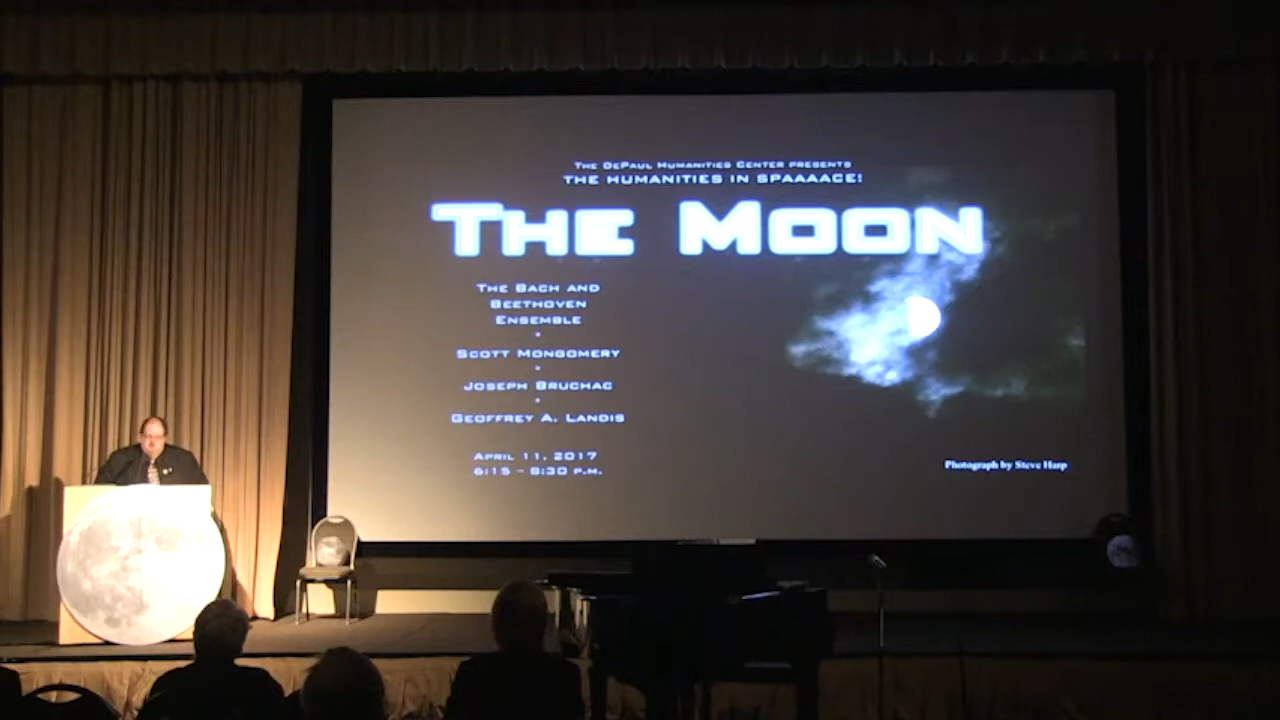 The DePaul Humanities Center presents
THE HUMANITIES IN SPAAAACE!
The Moon
The Bach and
Beethoven
Ensemble
•
Scott Mongomery
•
Joseph Bruchac
•
Geoffrey A. Landis
April 11, 2017
6:15 - 8:30 p.m.
Photograph by Steve Harp